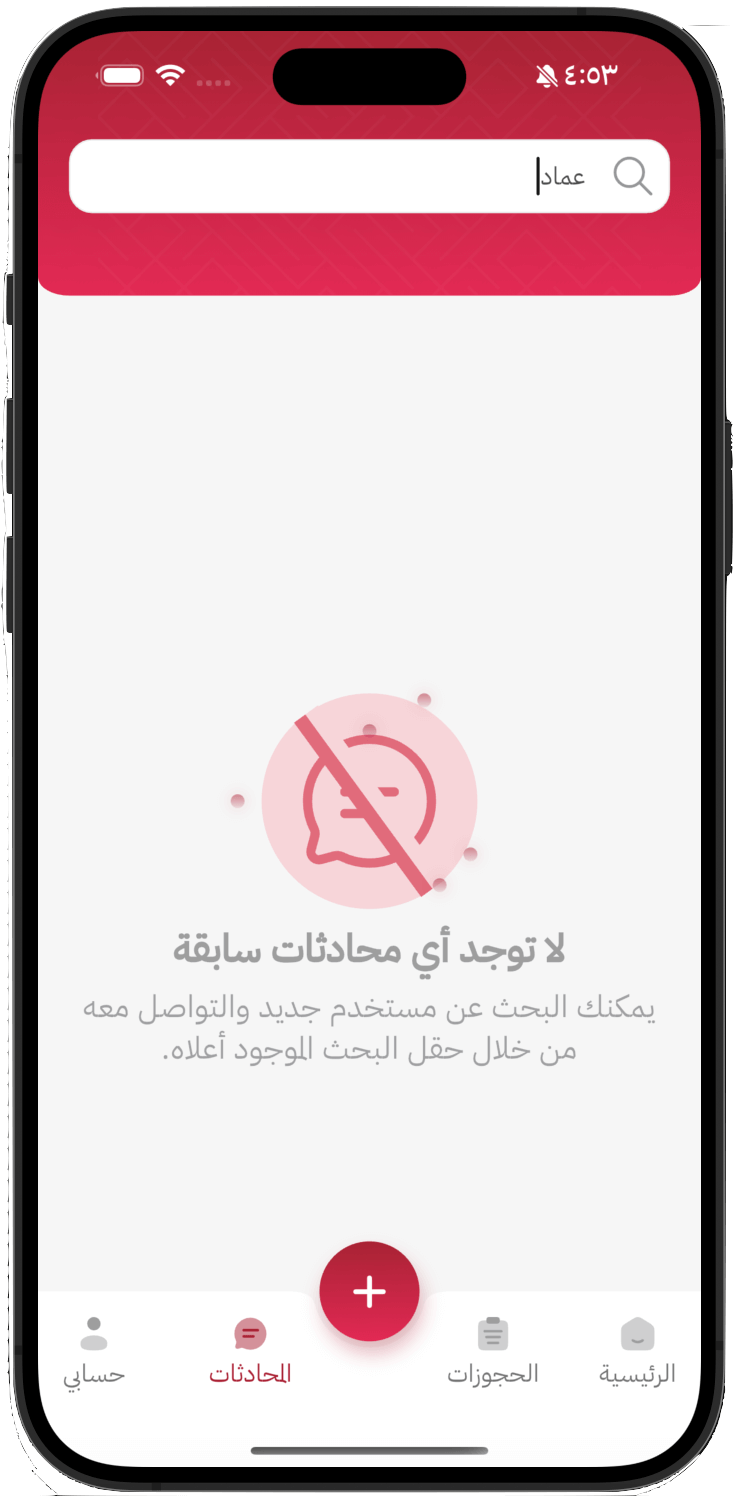 ٤:٥٣
عماد
لا توجد أي محادثات سابقة
يمكنك البحث عن مستخدم جديد والتواصل معه
من خلال حقل البحث الموجود أعلاه.
الرئيسية
الحجوزات
المحادثات
حسابي